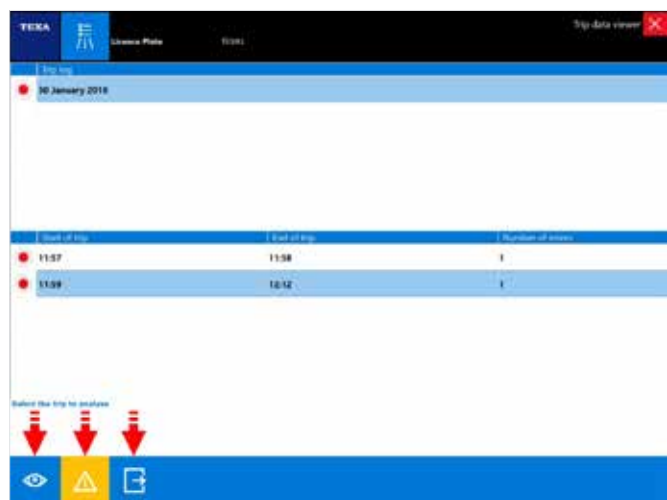 TEXA
Licence Plate
Trip data viewer
Trip log
30 January 2018
Start of trip End of trip Number of errors
11:57 11:58 1
11:59 12:12 1
Select the trip to analyse